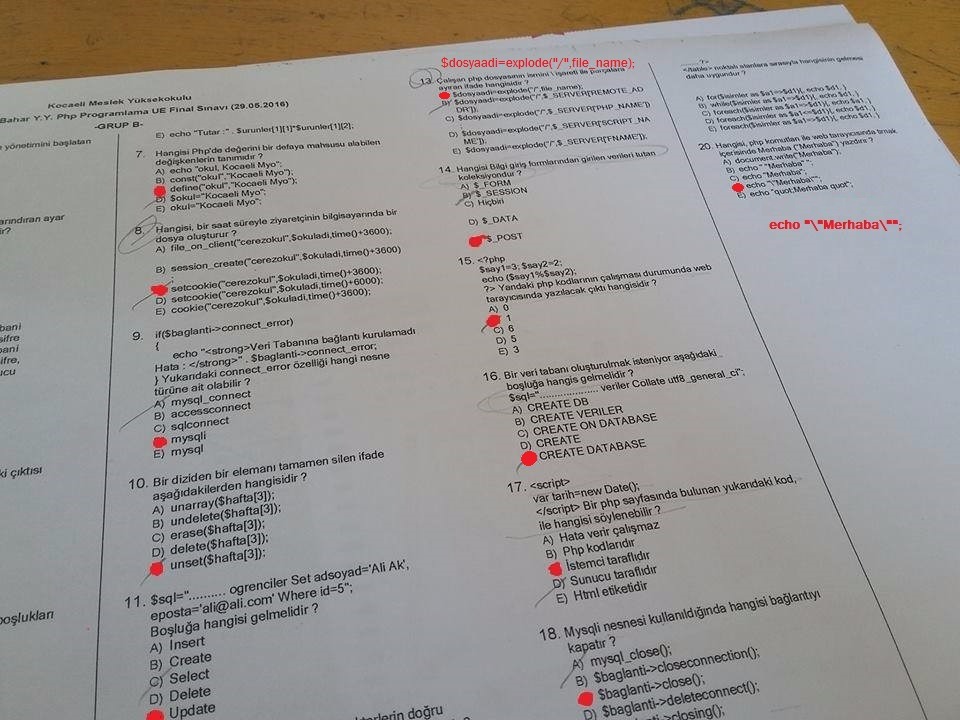 Kocaeli Meslek Yüksekokulu
Bahar Y.Y. Php Programlama UE Final Sınavı (29.05.2016)
-GRUP B-
yönetimini başlatan
arındıran ayar
ir?
bani
şifre
bani
şifre,
ucu
ki çıktısı
boşlukları
E) echo "Tutar :" . $urunler[1][1]*$urunler[1][2];
7. Hangisi Php'de değerini bir defaya mahsusu alabilen
değişkenlerin tanımıdır ?
A) echo "okul, Kocaeli Myo";
B) const("okul","Kocaeli Myo");
define("okul","Kocaeli Myo");
D) $okul="Kocaeli Myo";
E) okul="Kocaeli Myo";
8. Hangisi, bir saat süreyle ziyaretçinin bilgisayarında bir
dosya oluşturur ?
A) file_on_client("cerezokul",$okuladi,time()+3600);
B) session_create("cerezokul",$okuladi,time()+3600)
;
setcookie("cerezokul",$okuladi,time()+3600);
D) setcookie("cerezokul",$okuladi,time()+6000);
E) cookie("cerezokul",$okuladi,time()+3600);
9. if($baglanti->connect_error)
{
echo "<strong>Veri Tabanına bağlantı kurulamadı
Hata : </strong>" . $baglanti->connect_error;
} Yukarıdaki connect_error özelliği hangi nesne
türüne ait olabilir ?
A) mysql_connect
B) accessconnect
C) sqlconnect
mysqli
E) mysql
10. Bir diziden bir elemanı tamamen silen ifade
aşağıdakilerden hangisidir ?
A) unarray($hafta[3]);
B) undelete($hafta[3]);
C) erase($hafta[3]);
D) delete($hafta[3]);
unset($hafta[3]);
11. $sql=".......... ogrenciler Set adsoyad='Ali Ak',
eposta='ali@ali.com' Where id=5";
Boşluğa hangisi gelmelidir ?
A) Insert
B) Create
C) Select
D) Delete
Update
doğru
$dosyaadi=explode("/",file_name);
13. Çalışan php dosyasının ismini \ işareti ile parçalara
ayıran ifade hangisidir ?
$dosyaadi=explode("/",file_name);
B) $dosyaadi=explode("/",$_SERVER['REMOTE_AD
DR']);
C) $dosyaadi=explode("/",$_SERVER['PHP_NAME'])
;
D) $dosyaadi=explode("/",$_SERVER['SCRIPT_NA
ME']);
E) $dosyaadi=explode("/",$_SERVER['FNAME']);
14. Hangisi Bilgi giriş formlarından girilen verileri tutan
koleksiyondur ?
A) $_FORM
B) $_SESSION
C) Hiçbiri
D) $_DATA
$_POST
15. <?php
$say1=3; $say2=2;
echo ($say1%$say2);
?> Yandaki php kodlarının çalışması durumunda web
tarayıcısında yazılacak çıktı hangisidir ?
A) 0
1
C) 6
D) 5
E) 3
16. Bir veri tabanı oluşturulmak isteniyor aşağıdaki
boşluğa hangis gelmelidir ?
$sql="................... veriler Collate utf8_general_ci";
A) CREATE DB
B) CREATE VERILER
C) CREATE ON DATABASE
D) CREATE
CREATE DATABASE
17. <script>
var tarih=new Date();
</script> Bir php sayfasında bulunan yukarıdaki kod,
ile hangisi söylenebilir ?
A) Hata verir çalışmaz
B) Php kodlarıdır
İstemci taraflıdır
D) Sunucu taraflıdır
E) Html etiketidir
18. Mysqli nesnesi kullanıldığında hangisi bağlantıyı
kapatır ?
A) mysql_close();
B) $baglanti->closeconnection();
$baglanti->close();
D) $baglanti->deleteconnect();
->closing();
?>
</table> noktalı alanlara sırasıyla hangisinin gelmesi
daha uygundur ?
A) for($isimler as $a1=>$d1){, echo $d1, }
B) while($isimler as $a1=>$d1){, echo $d1, }
C) foreach($isimler as $a1=>$d1){, echo $a1, }
D) foreach($isimler as $a1<=$d1){, echo $d1, }
E) foreach($isimler as $a1=>$d1){, echo $d1, }
20. Hangisi, php komutları ile web tarayıcısında tırnak
içerisinde Merhaba ("Merhaba") yazdırır ?
A) document.write("Merhaba");
B) echo " "Merhaba" ";
C) echo "Merhaba";
echo "\"Merhaba\"";
E) echo "quot;Merhaba quot";
echo "\"Merhaba\"";